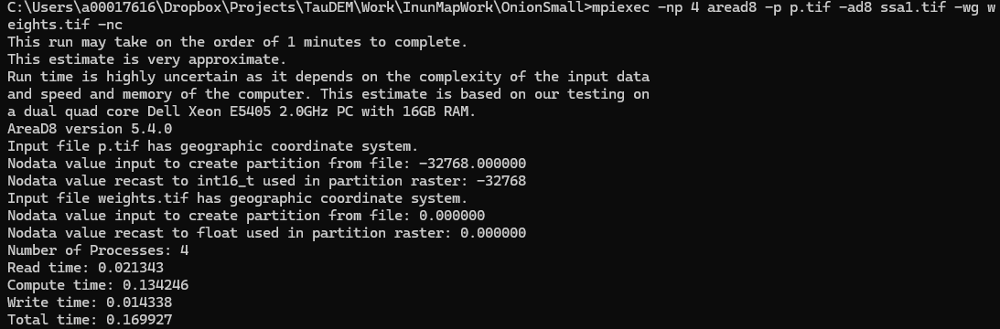 C:\Users\a00017616\Dropbox\Projects\TauDEM\Work\InunMapWork\OnionSmall>mpiexec -np 4 aread8 -p p.tif -ad8 ssa1.tif -wg w
eights.tif -nc
This run may take on the order of 1 minutes to complete.
This estimate is very approximate.
Run time is highly uncertain as it depends on the complexity of the input data
and speed and memory of the computer. This estimate is based on our testing on
a dual quad core Dell Xeon E5405 2.0GHz PC with 16GB RAM.
AreaD8 version 5.4.0
Input file p.tif has geographic coordinate system.
Nodata value input to create partition from file: -32768.000000
Nodata value recast to int16_t used in partition raster: -32768
Input file weights.tif has geographic coordinate system.
Nodata value input to create partition from file: 0.000000
Nodata value recast to float used in partition raster: 0.000000
Number of Processes: 4
Read time: 0.021343
Compute time: 0.134246
Write time: 0.014338
Total time: 0.169927